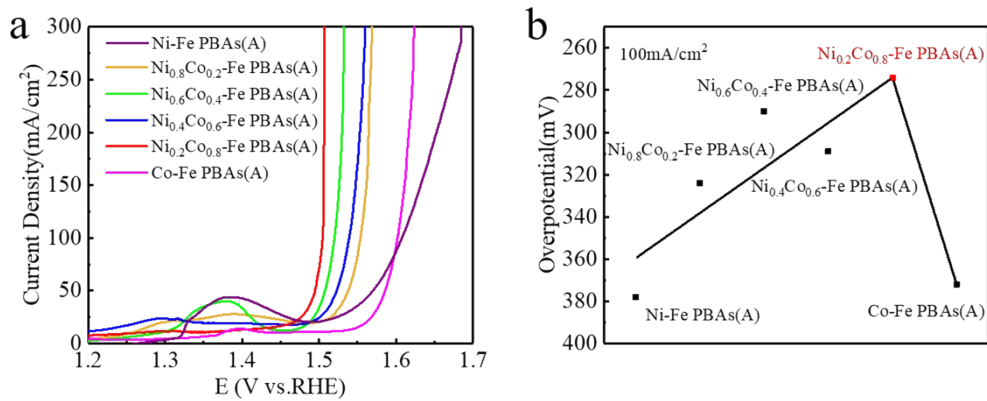 a
300
250
200
150
100
50
0
Current Density(mA/cm²)
Ni-Fe PBAs(A)
Ni₀.₈Co₀.₂-Fe PBAs(A)
Ni₀.₆Co₀.₄-Fe PBAs(A)
Ni₀.₄Co₀.₆-Fe PBAs(A)
Ni₀.₂Co₀.₈-Fe PBAs(A)
Co-Fe PBAs(A)
1.2 1.3 1.4 1.5 1.6 1.7
E (V vs.RHE)
b
260
280
300
320
340
360
380
400
Overpotential(mV)
100mA/cm²
Ni₀.₂Co₀.₈-Fe PBAs(A)
Ni₀.₆Co₀.₄-Fe PBAs(A)
Ni₀.₈Co₀.₂-Fe PBAs(A)
Ni₀.₄Co₀.₆-Fe PBAs(A)
Ni-Fe PBAs(A)
Co-Fe PBAs(A)